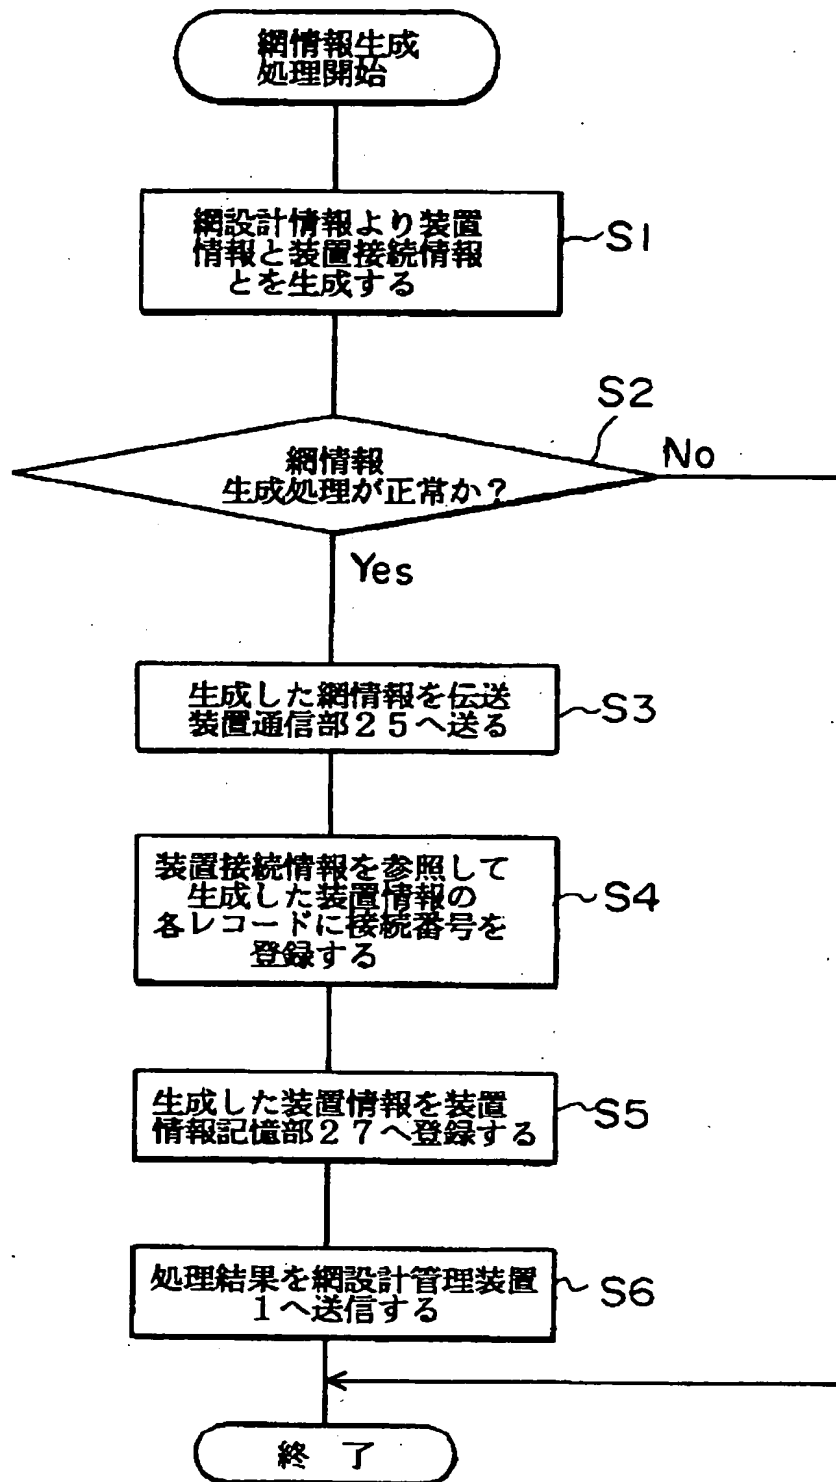 網情報生成
処理開始
網設計情報より装置
情報と装置接続情報
とを生成する
S1
S2
網情報
生成処理が正常か？
No
Yes
生成した網情報を伝送
装置通信部２５へ送る
S3
装置接続情報を参照して
生成した装置情報の
各レコードに接続番号を
登録する
S4
生成した装置情報を装置
情報記憶部２７へ登録する
S5
処理結果を網設計管理装置
１へ送信する
S6
終 了